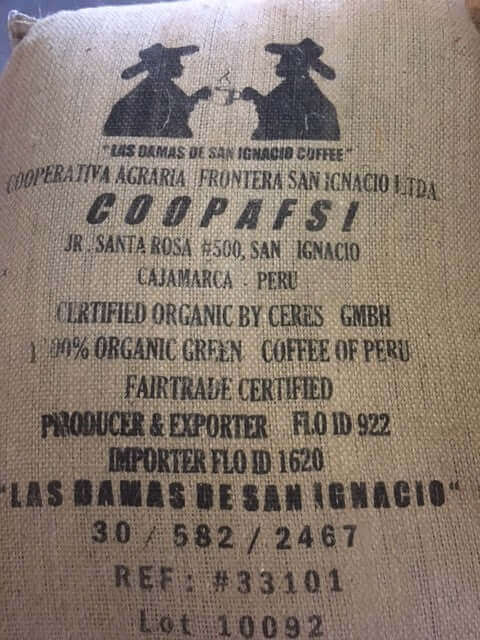 "LAS DAMAS DE SAN IGNACIO COFFEE"
COOPERATIVA AGRARIA FRONTERA SAN IGNACIO LTDA.
COOPAFSI
JR. SANTA ROSA #500, SAN IGNACIO
CAJAMARCA - PERU
CERTIFIED ORGANIC BY CERES GMBH
100% ORGANIC GREEN COFFEE OF PERU
FAIRTRADE CERTIFIED
PRODUCER & EXPORTER FLO ID 922
IMPORTER FLO ID 1620
"LAS DAMAS DE SAN IGNACIO"
30 / 582 / 2467
REF: #33101
Lot 10092